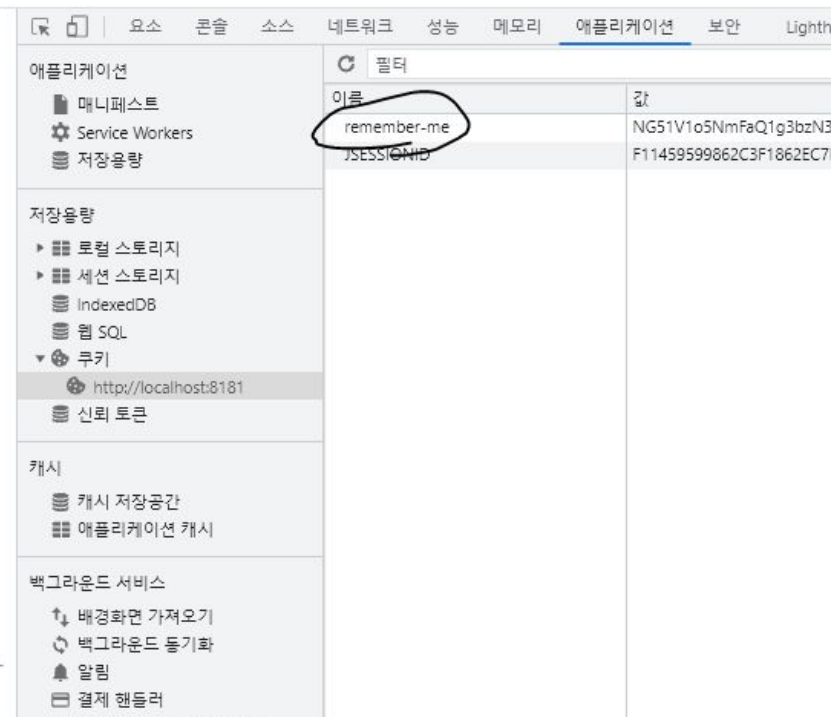 요소 콘솔 소스 네트워크 성능 메모리 애플리케이션 보안 Lighth
애플리케이션
매니페스트
Service Workers
저장용량
저장용량
로컬 스토리지
세션 스토리지
IndexedDB
웹 SQL
쿠키
http://localhost:8181
신뢰 토큰
캐시
캐시 저장공간
애플리케이션 캐시
백그라운드 서비스
배경화면 가져오기
백그라운드 동기화
알림
결제 핸들러
필터
이름 값
remember-me NG51V1o5NmFaQ1g3bzN3
JSESSIONID F11459599862C3F1862EC7